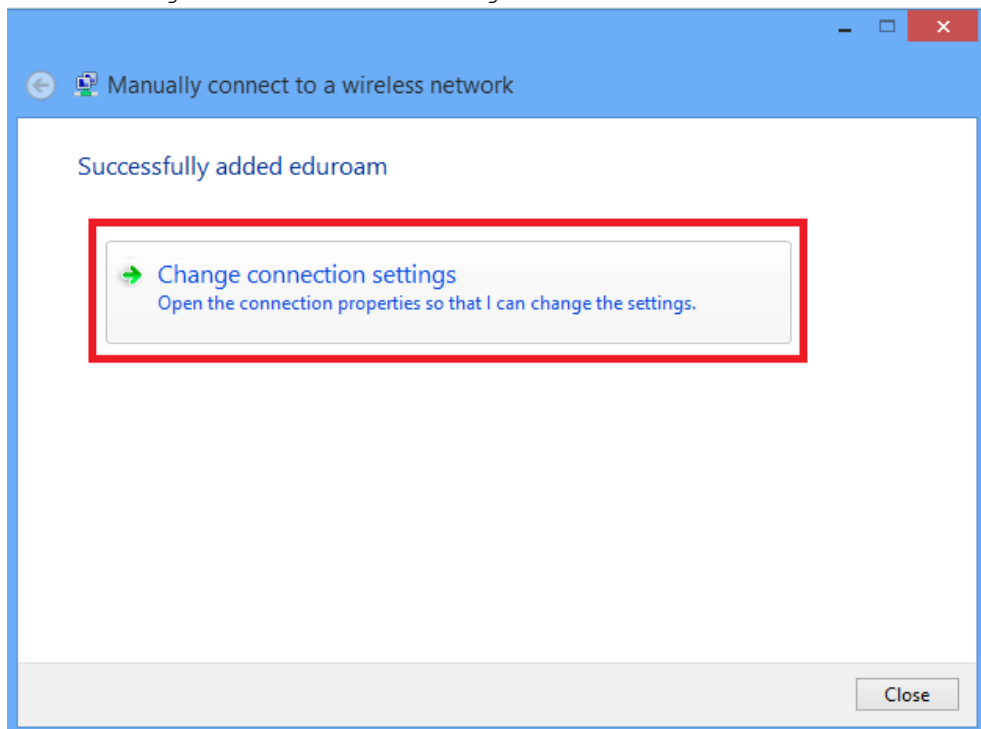 Manually connect to a wireless network
Successfully added eduroam
Change connection settings
Open the connection properties so that I can change the settings.
Close